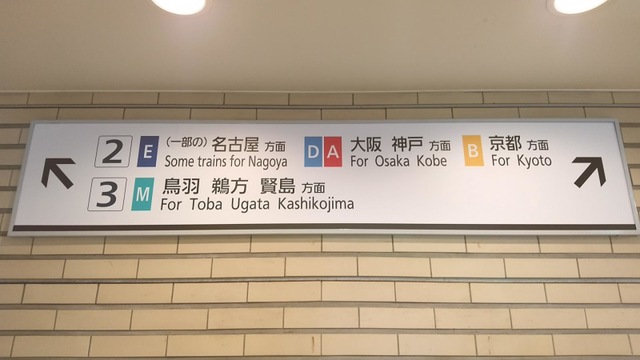 2 E (一部の) 名古屋 方面 D A 大阪 神戸 方面 B 京都 方面
Some trains for Nagoya For Osaka Kobe For Kyoto
3 M 鳥羽 鵜方 賢島 方面
For Toba Ugata Kashikojima